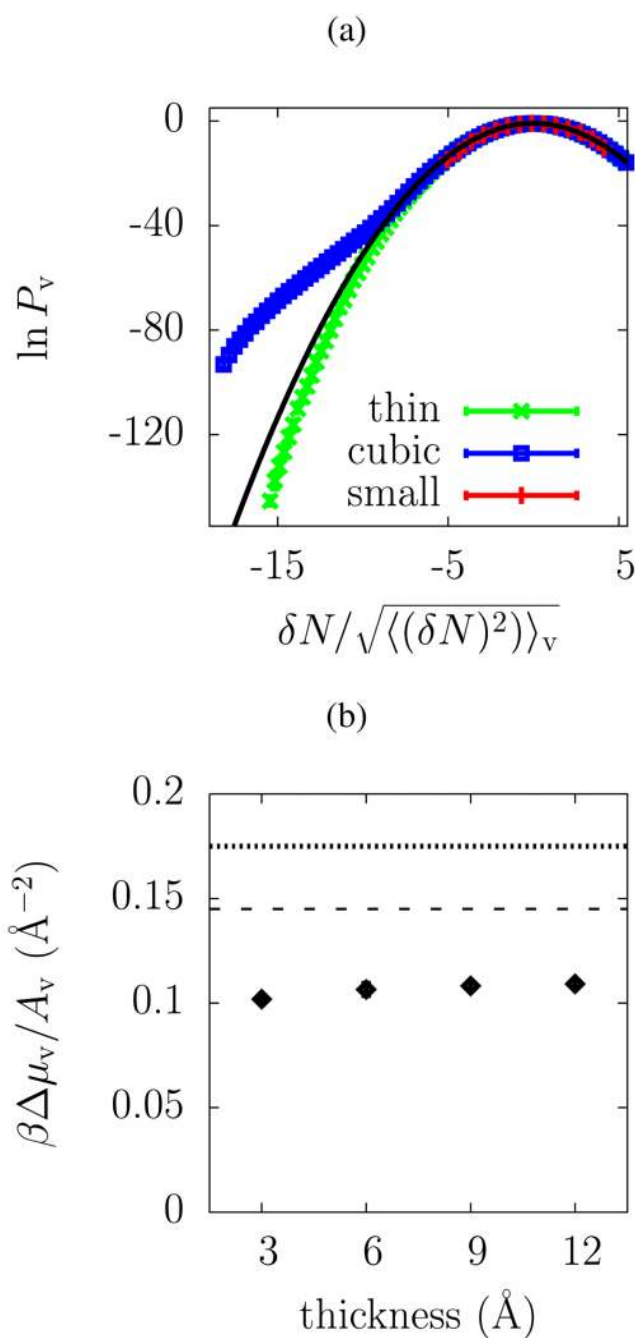 (a)
0
-40
-80
-120
ln P_v
thin
cubic
small
-15
-5
5
δN/√⟨(δN)²)⟩_v
(b)
0.2
0.15
0.1
0.05
0
βΔμ_v/A_v (Å⁻²)
3
6
9
12
thickness (Å)